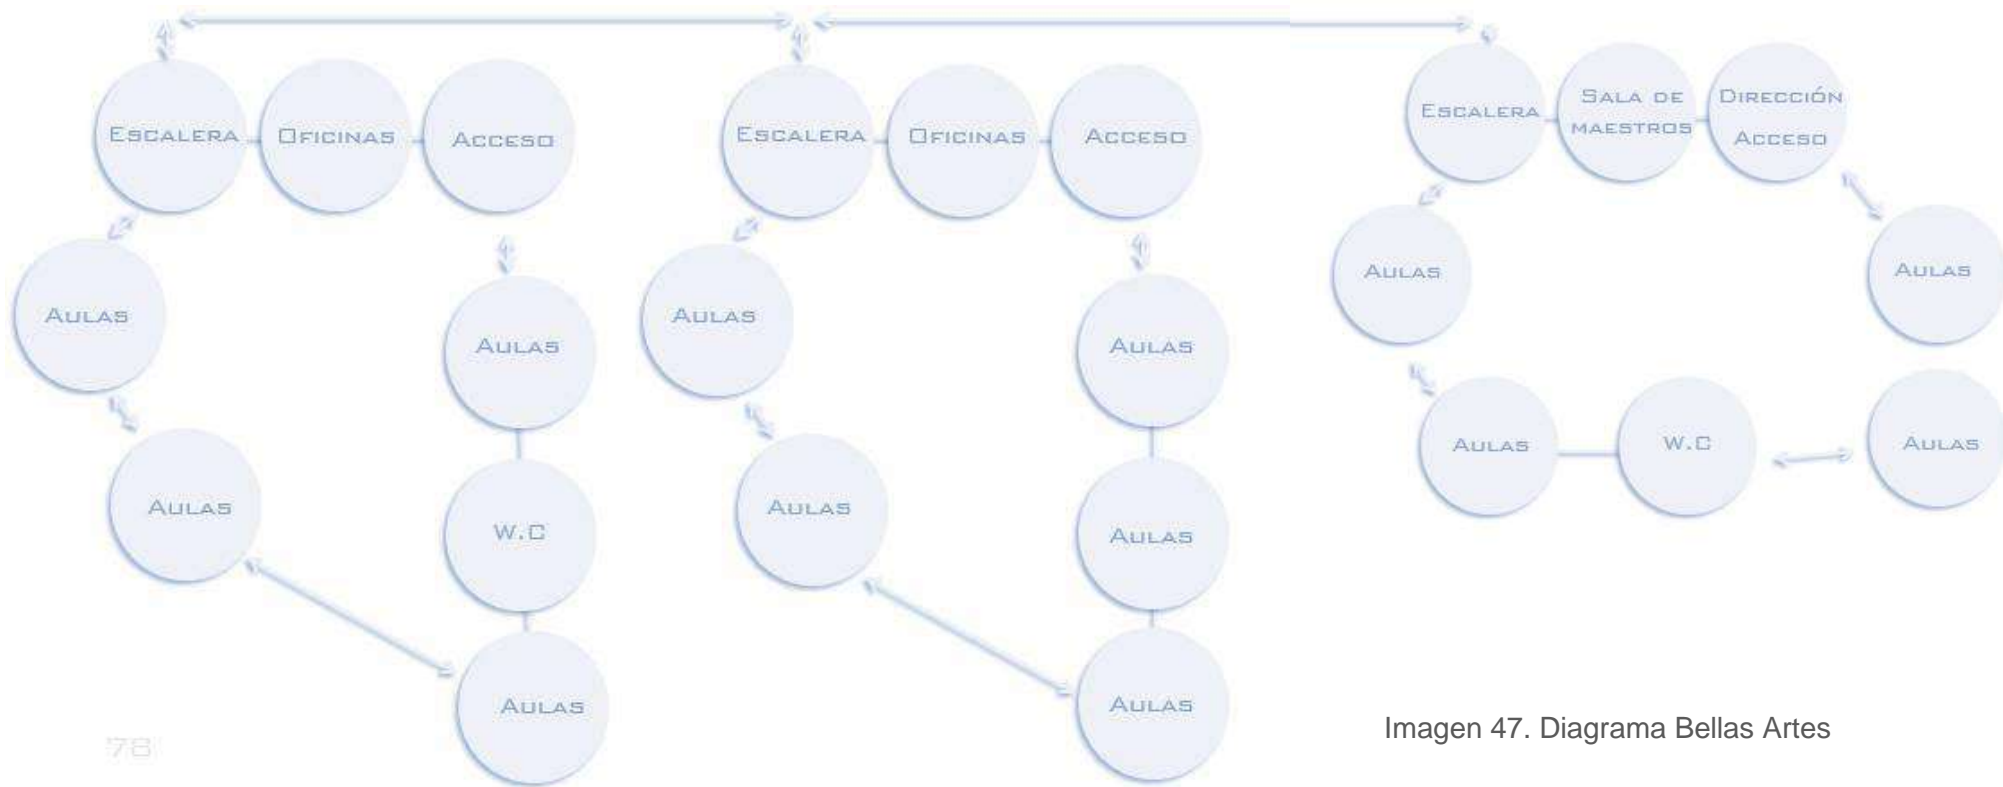 Escalera
Oficinas
Acceso
Aulas
Aulas
Aulas
W.C
Aulas
Escalera
Oficinas
Acceso
Aulas
Aulas
Aulas
Aulas
Aulas
Escalera
Sala de
maestros
Dirección
Acceso
Aulas
Aulas
Aulas
W.C
Aulas
Imagen 47. Diagrama Bellas Artes
78